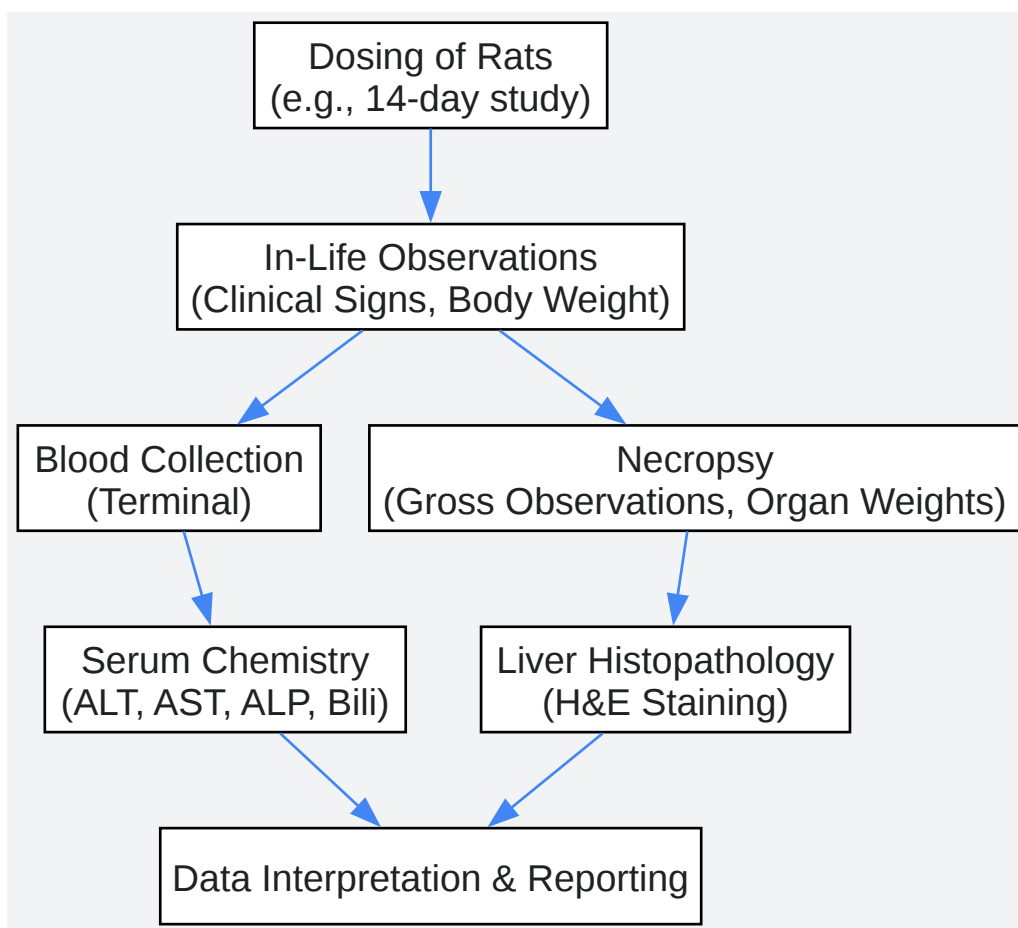 Dosing of Rats
(e.g., 14-day study)
In-Life Observations
(Clinical Signs, Body Weight)
Blood Collection
(Terminal)
Necropsy
(Gross Observations, Organ Weights)
Serum Chemistry
(ALT, AST, ALP, Bili)
Liver Histopathology
(H&E Staining)
Data Interpretation & Reporting